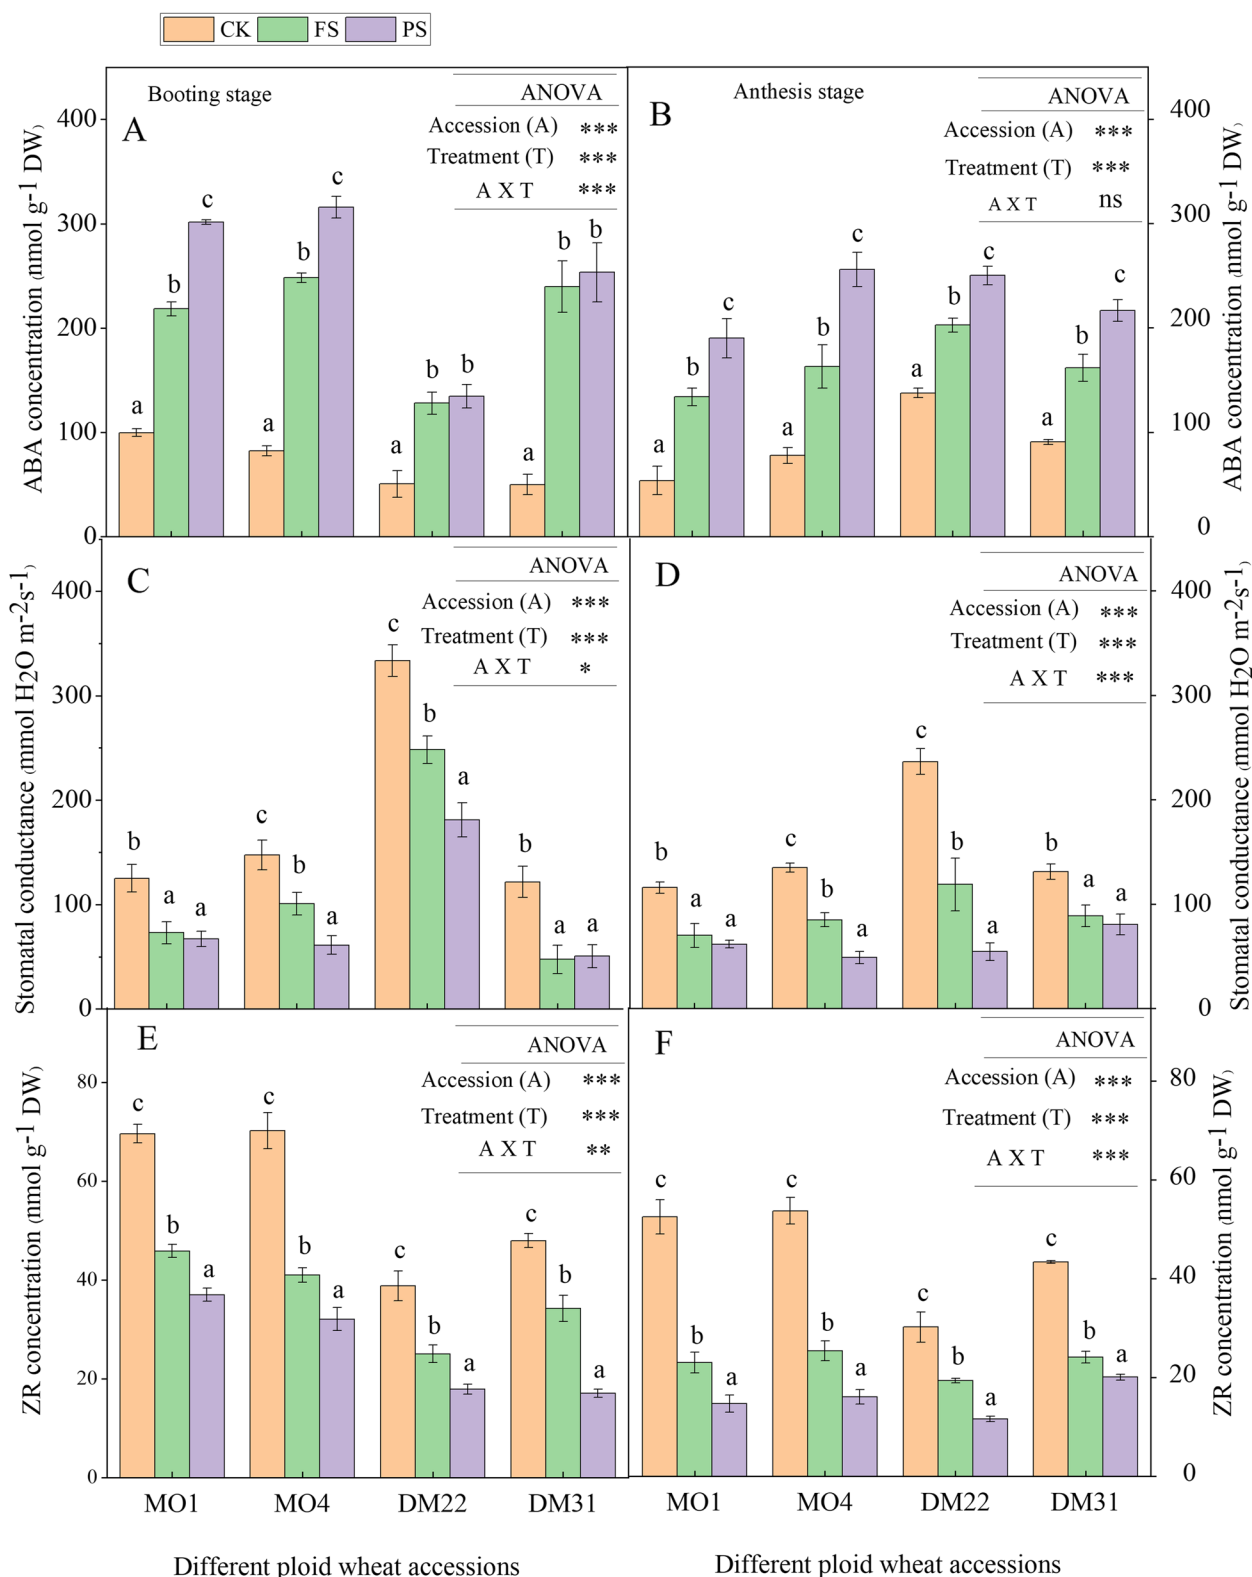 CK FS PS
Booting stage
A
ANOVA
Accession (A) ***
Treatment (T) ***
A X T ***
ABA concentration (nmol g-1 DW)
400
300
200
100
0
a b c
a b c
a b b
a b b
Anthesis stage
B
ANOVA
Accession (A) ***
Treatment (T) ***
A X T ns
ABA concentration (nmol g-1 DW)
400
300
200
100
0
a b c
a b c
a b c
a b c
C
ANOVA
Accession (A) ***
Treatment (T) ***
A X T *
Stomatal conductance (mmol H2O m-2s-1)
400
300
200
100
0
b a a
c b a
c b a
b a a
D
ANOVA
Accession (A) ***
Treatment (T) ***
A X T ***
Stomatal conductance (mmol H2O m-2s-1)
400
300
200
100
0
b a a
c b a
c b a
b a a
E
ANOVA
Accession (A) ***
Treatment (T) ***
A X T **
ZR concentration (nmol g-1 DW)
80
60
40
20
0
c b a
c b a
c b a
c b a
MO1 MO4 DM22 DM31
Different ploid wheat accessions
F
ANOVA
Accession (A) ***
Treatment (T) ***
A X T ***
ZR concentration (nmol g-1 DW)
80
60
40
20
0
c b a
c b a
c b a
c b a
MO1 MO4 DM22 DM31
Different ploid wheat accessions